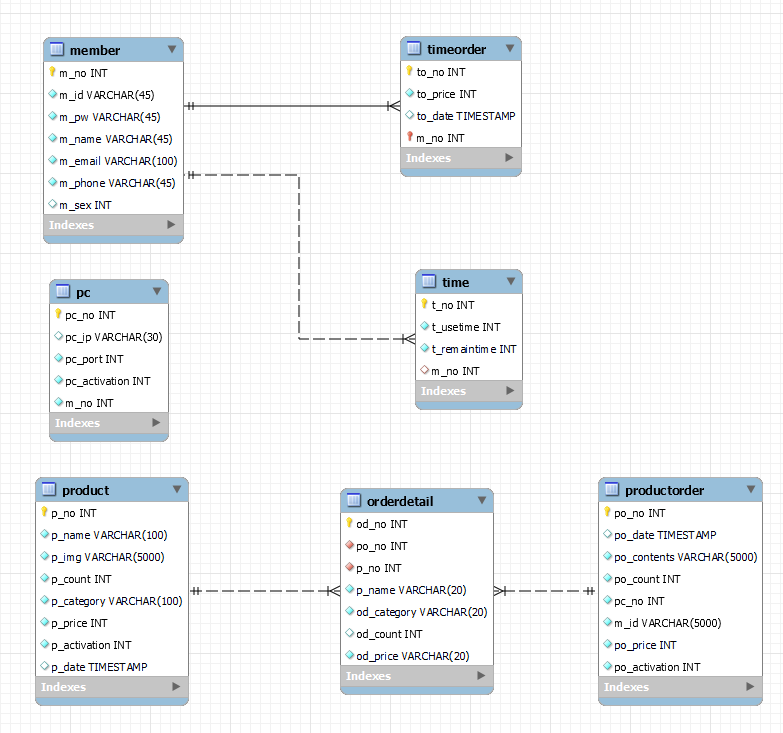 member
m_no INT
m_id VARCHAR(45)
m_pw VARCHAR(45)
m_name VARCHAR(45)
m_email VARCHAR(100)
m_phone VARCHAR(45)
m_sex INT
Indexes
timeorder
to_no INT
to_price INT
to_date TIMESTAMP
m_no INT
Indexes
pc
pc_no INT
pc_ip VARCHAR(30)
pc_port INT
pc_activation INT
m_no INT
Indexes
time
t_no INT
t_usetime INT
t_remaintime INT
m_no INT
Indexes
product
p_no INT
p_name VARCHAR(100)
p_img VARCHAR(5000)
p_count INT
p_category VARCHAR(100)
p_price INT
p_activation INT
p_date TIMESTAMP
Indexes
orderdetail
od_no INT
po_no INT
p_no INT
p_name VARCHAR(20)
od_category VARCHAR(20)
od_count INT
od_price VARCHAR(20)
Indexes
productorder
po_no INT
po_date TIMESTAMP
po_contents VARCHAR(5000)
po_count INT
pc_no INT
m_id VARCHAR(5000)
po_price INT
po_activation INT
Indexes